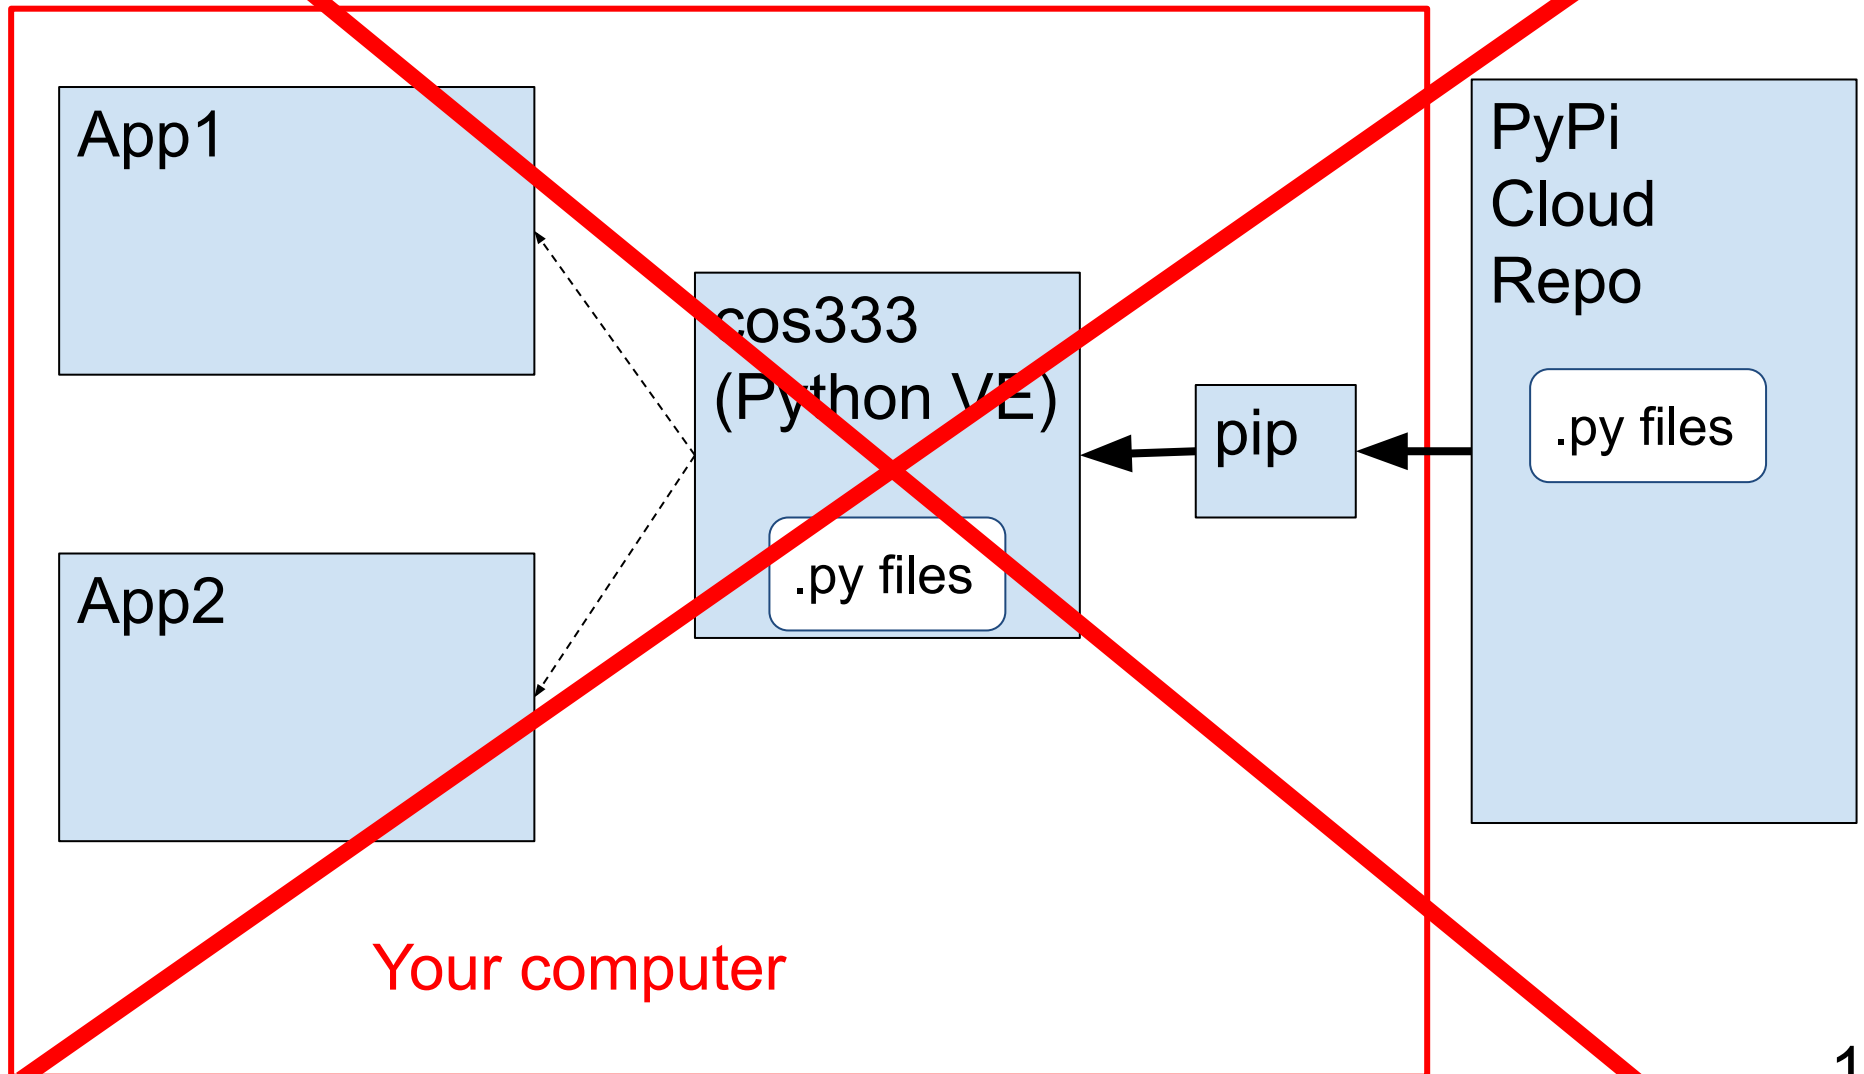 App1
PyPi
Cloud
Repo
cos333
(Python VE)
pip
.py files
.py files
App2
Your computer
1